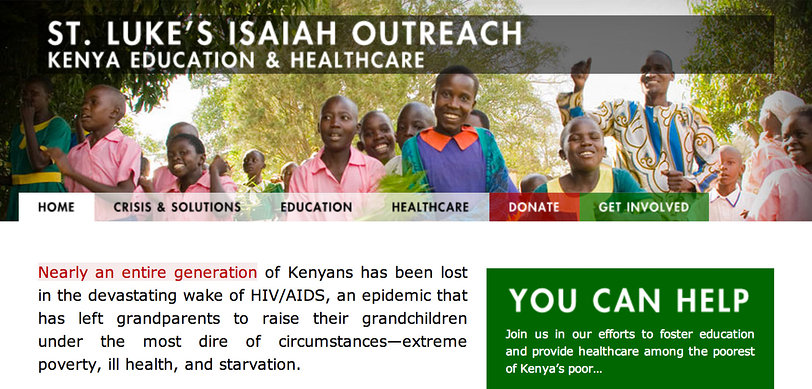 ST. LUKE'S ISAIAH OUTREACH
KENYA EDUCATION & HEALTHCARE
HOME CRISIS & SOLUTIONS EDUCATION HEALTHCARE DONATE GET INVOLVED
Nearly an entire generation of Kenyans has been lost
in the devastating wake of HIV/AIDS, an epidemic that
has left grandparents to raise their grandchildren
under the most dire of circumstances—extreme
poverty, ill health, and starvation.
YOU CAN HELP
Join us in our efforts to foster education
and provide healthcare among the poorest
of Kenya's poor...